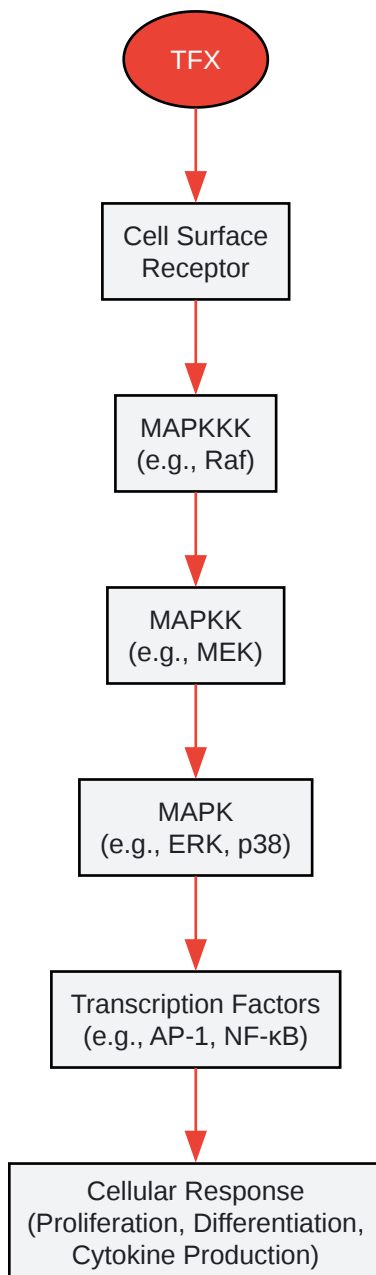 TFX
Cell Surface
Receptor
MAPKKK
(e.g., Raf)
MAPKK
(e.g., MEK)
MAPK
(e.g., ERK, p38)
Transcription Factors
(e.g., AP-1, NF-κB)
Cellular Response
(Proliferation, Differentiation,
Cytokine Production)